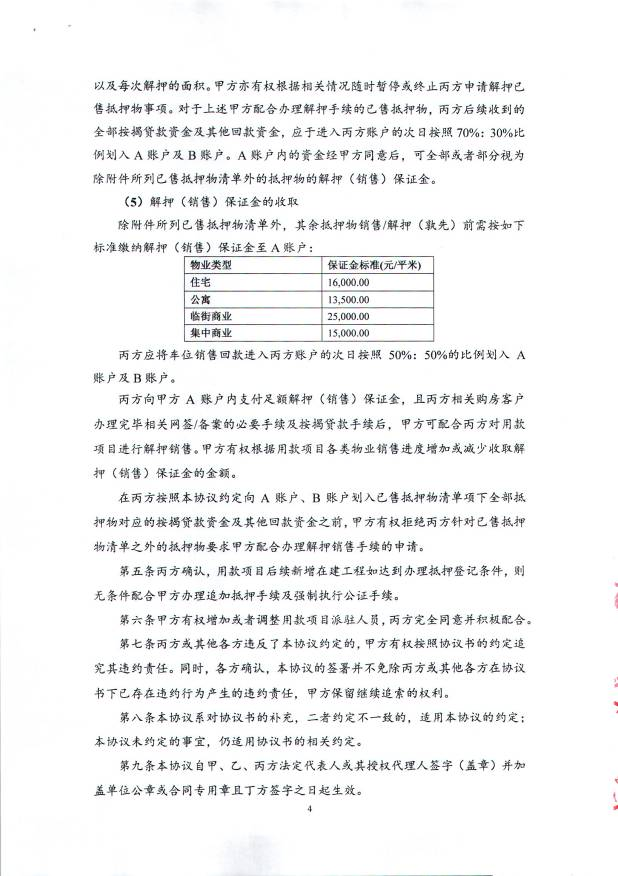 以及每次解押的面积。甲方亦有权根据相关情况随时暂停或终止丙方申请解押已
售抵押物事项。对于上述甲方配合办理解押手续的已售抵押物，丙方后续收到的
全部按揭贷款资金及其他回款资金，应于进入丙方账户的次日按照 70%：30%比
例划入 A 账户及 B 账户。A 账户内的资金经甲方同意后，可全部或者部分视为
除附件所列已售抵押物清单外的抵押物的解押（销售）保证金。
（5）解押（销售）保证金的收取
除附件所列已售抵押物清单外，其余抵押物销售/解押（孰先）前需按如下
标准缴纳解押（销售）保证金至 A 账户：
物业类型 保证金标准(元/平米)
住宅 16,000.00
公寓 13,500.00
临街商业 25,000.00
集中商业 15,000.00
丙方应将车位销售回款进入丙方账户的次日按照 50%：50%的比例划入 A
账户及 B 账户。
丙方向甲方 A 账户内支付足额解押（销售）保证金，且丙方相关购房客户
办理完毕相关网签/备案的必要手续及按揭贷款手续后，甲方可配合丙方对用款
项目进行解押销售。甲方有权根据用款项目各类物业销售进度增加或减少收取解
押（销售）保证金的金额。
在丙方按照本协议约定向 A 账户、B 账户划入已售抵押物清单项下全部抵
押物对应的按揭贷款资金及其他回款资金之前，甲方有权拒绝丙方针对已售抵押
物清单之外的抵押物要求甲方配合办理解押销售手续的申请。
第五条丙方确认，用款项目后续新增在建工程如达到办理抵押登记条件，则
无条件配合甲方办理追加抵押手续及强制执行公证手续。
第六条甲方有权增加或者调整用款项目派驻人员，丙方完全同意并积极配合。
第七条丙方或其他各方违反了本协议约定的，甲方有权按照协议书的约定追
究其违约责任。同时，各方确认，本协议的签署并不免除丙方或其他各方在协议
书下已存在违约行为产生的违约责任，甲方保留继续追索的权利。
第八条本协议系对协议书的补充，二者约定不一致的，适用本协议的约定；
本协议未约定的事宜，仍适用协议书的相关约定。
第九条本协议自甲、乙、丙方法定代表人或其授权代理人签字（盖章）并加
盖单位公章或合同专用章且丁方签字之日起生效。
4